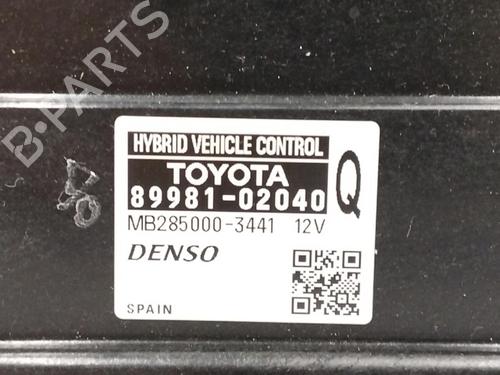 B-PARTS
HYBRID VEHICLE CONTROL
TOYOTA
89981-02040
Q
MB285000-3441 12V
DENSO
SPAIN